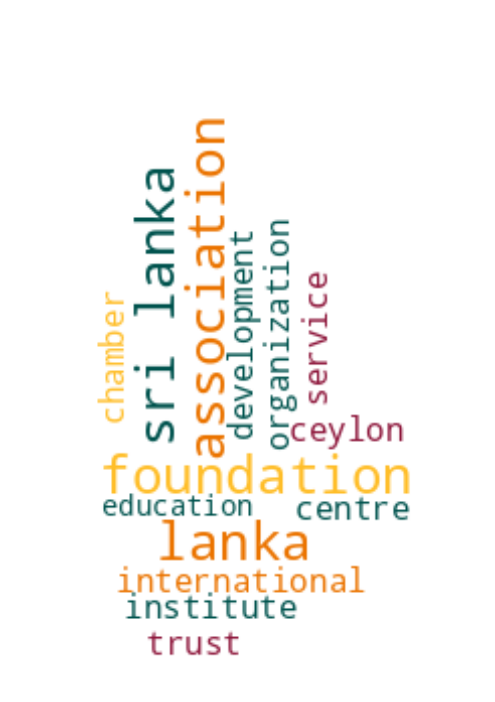 chamber
sri lanka
association
development
organization
service
ceylon
foundation
education
centre
lanka
international
institute
trust